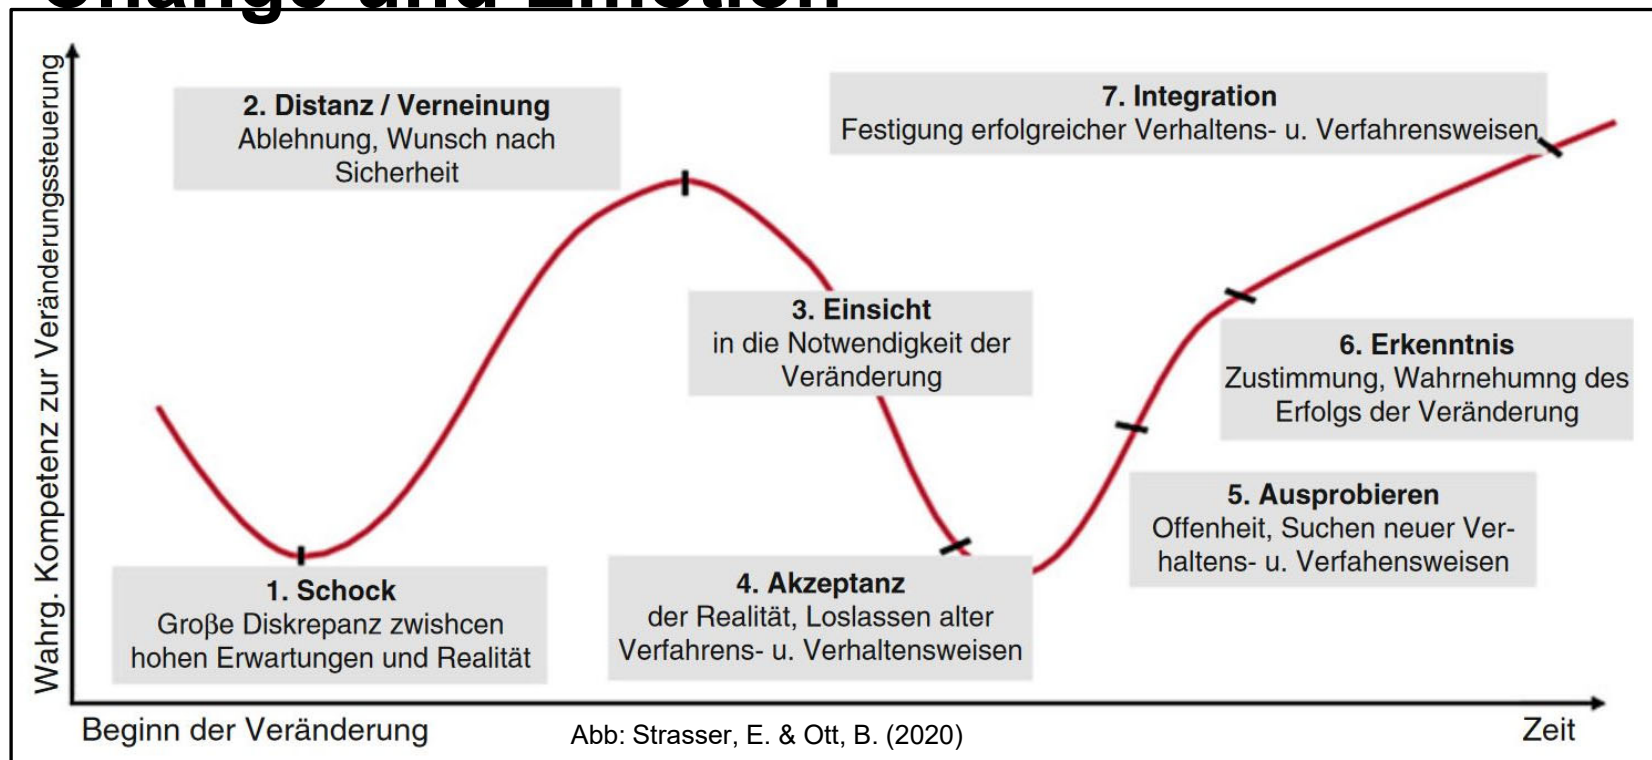 Change und Emotion
Wahrg. Kompetenz zur Veränderungssteuerung
2. Distanz / Verneinung
Ablehnung, Wunsch nach
Sicherheit
7. Integration
Festigung erfolgreicher Verhaltens- u. Verfahrensweisen
3. Einsicht
in die Notwendigkeit der
Veränderung
6. Erkenntnis
Zustimmung, Wahrnehumng des
Erfolgs der Veränderung
5. Ausprobieren
Offenheit, Suchen neuer Ver-
haltens- u. Verfahensweisen
1. Schock
Große Diskrepanz zwishcen
hohen Erwartungen und Realität
4. Akzeptanz
der Realität, Loslassen alter
Verfahrens- u. Verhaltensweisen
Beginn der Veränderung
Abb: Strasser, E. & Ott, B. (2020)
Zeit